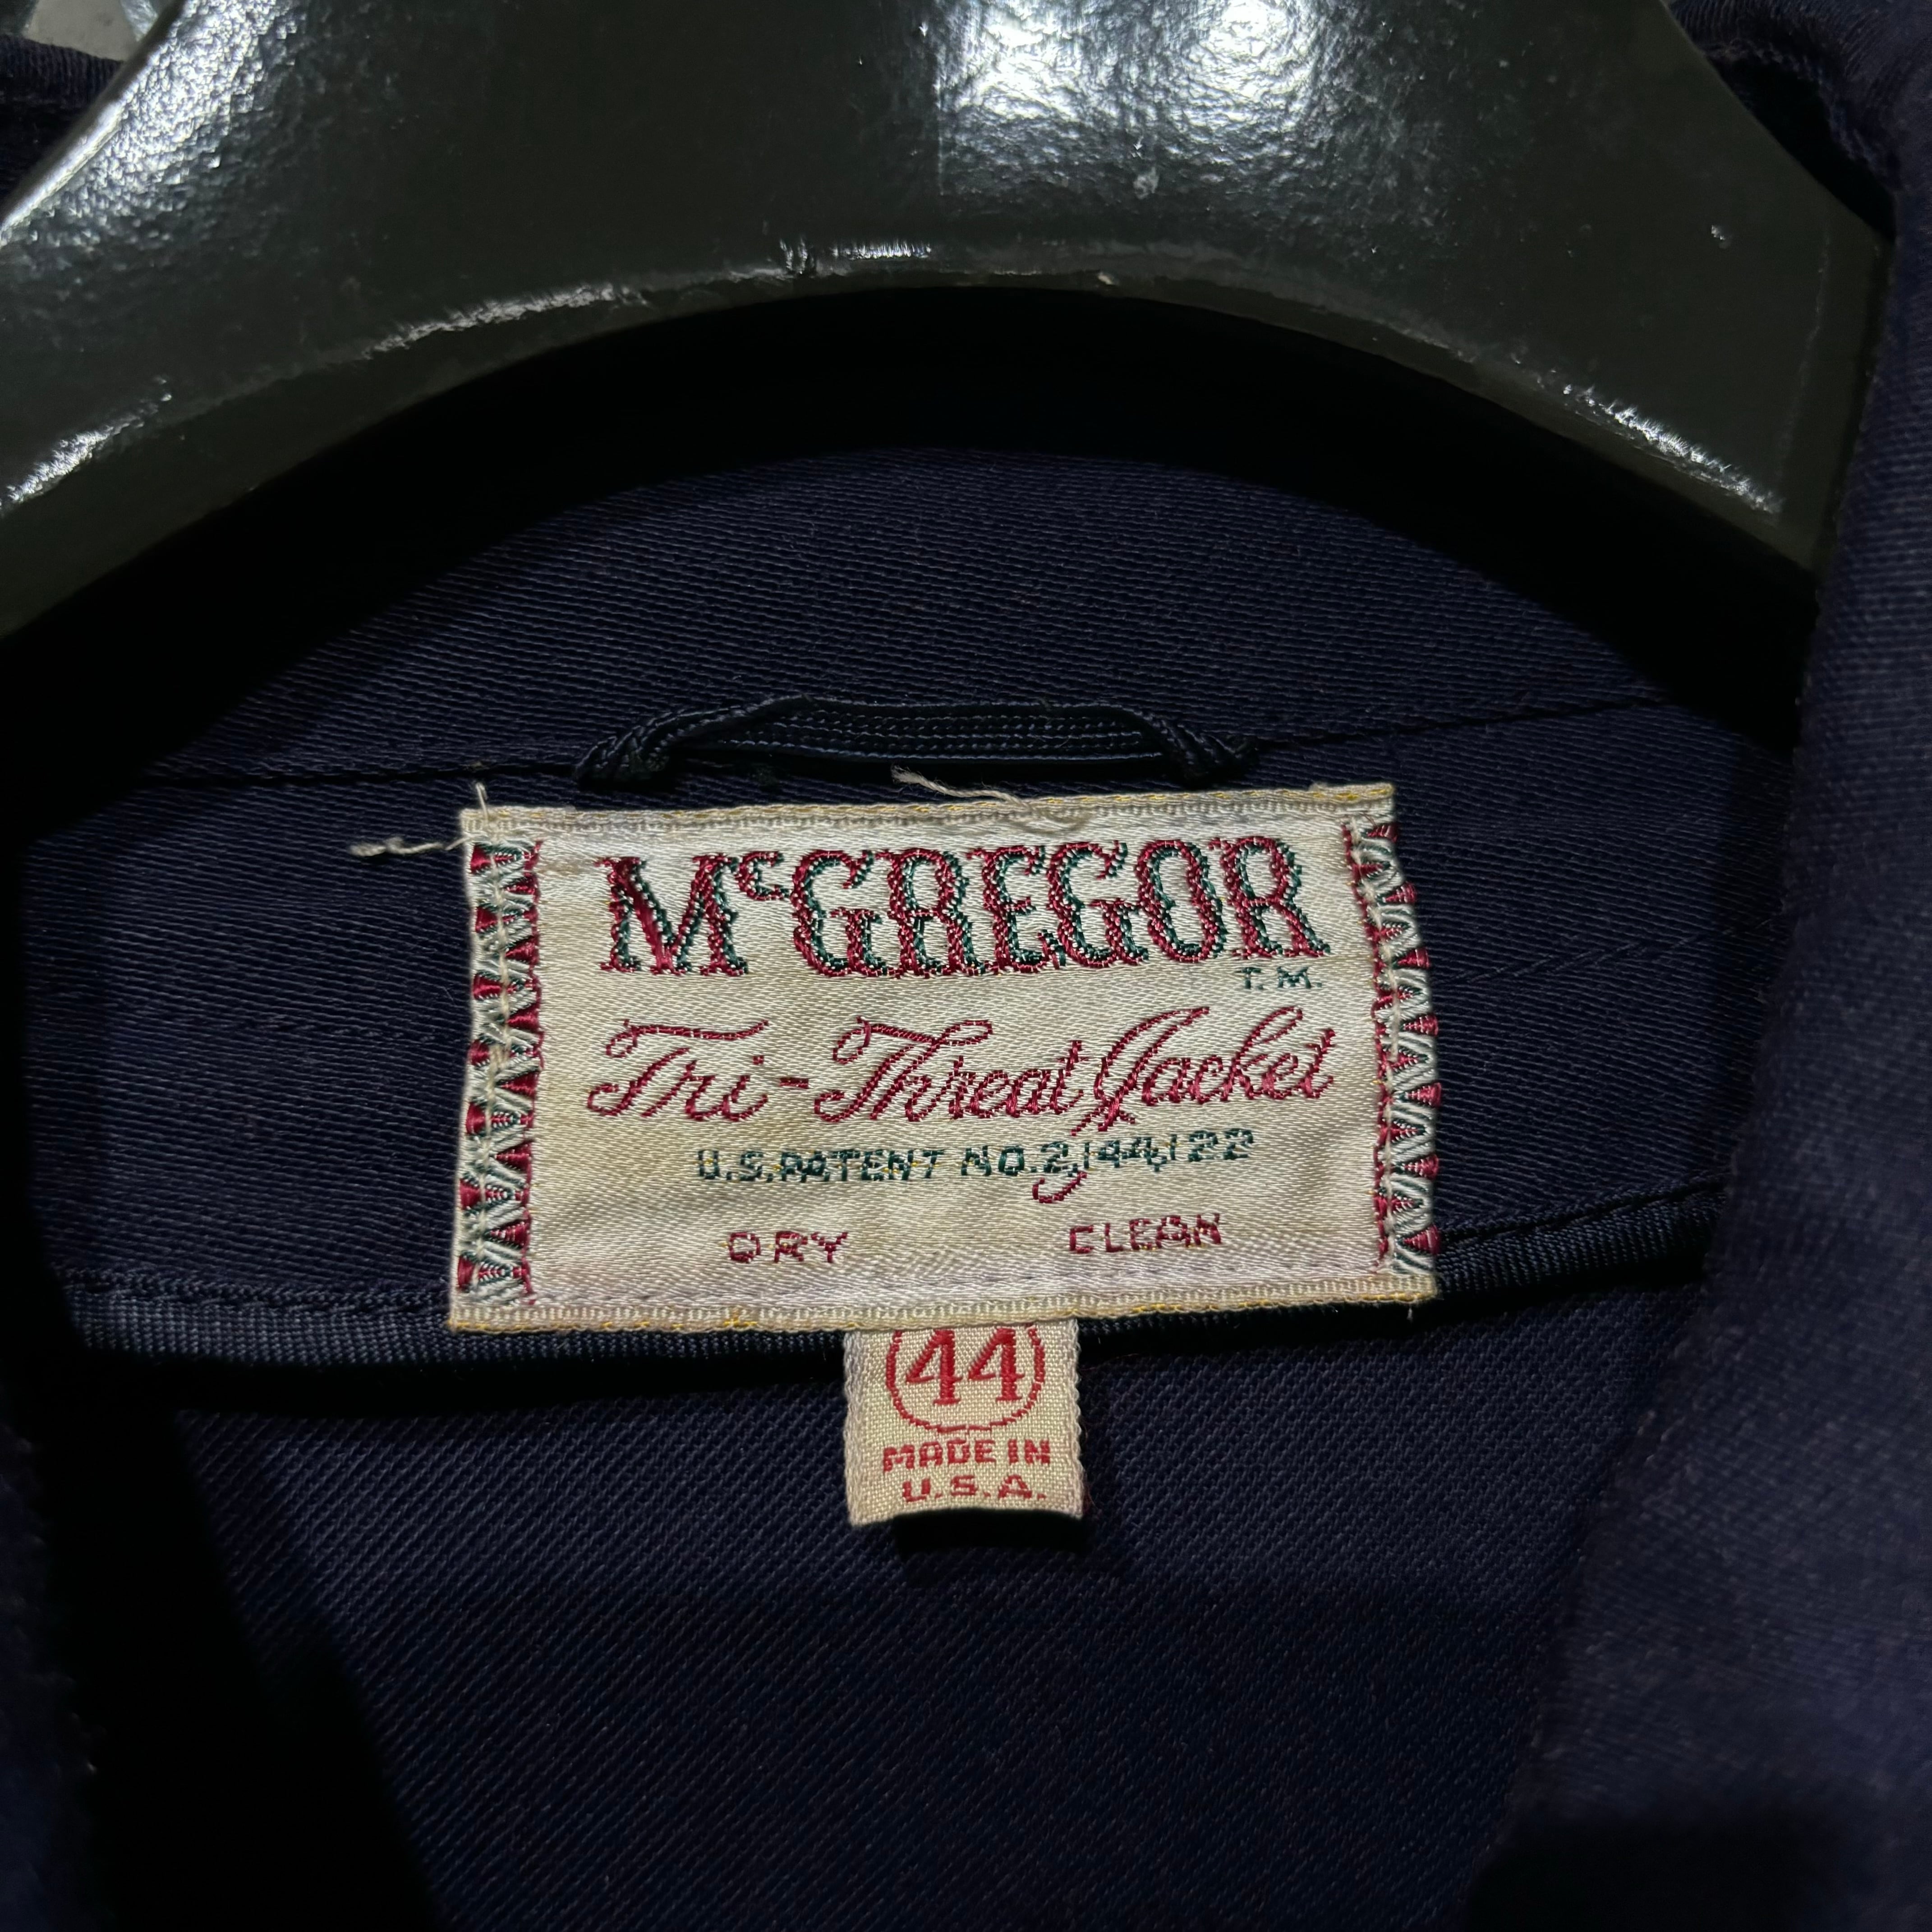 McGREGOR
T.M.
Tri-Threat Jacket
U.S. PATENT NO. 2,144,122
DRY CLEAN
44
MADE IN
U.S.A.